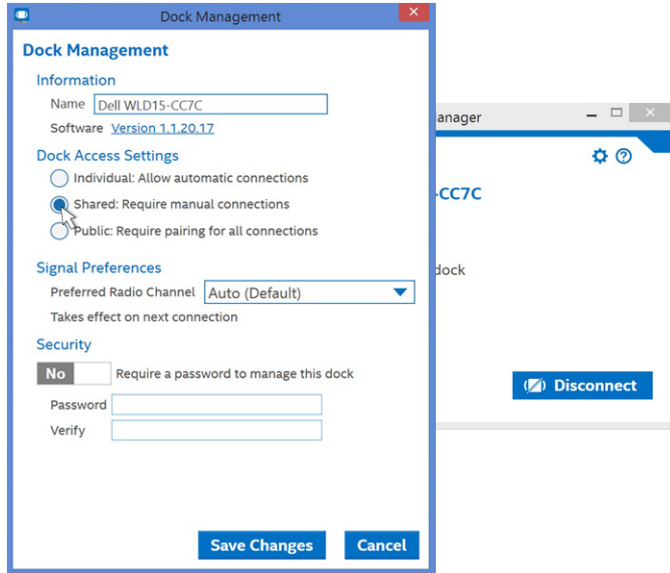 Dock Management
Dock Management
Information
Name Dell WLD15-CC7C
Software Version 1.1.20.17
Dock Access Settings
Individual: Allow automatic connections
Shared: Require manual connections
Public: Require pairing for all connections
Signal Preferences
Preferred Radio Channel Auto (Default)
Takes effect on next connection
Security
No Require a password to manage this dock
Password
Verify
Save Changes Cancel
anager
-CC7C
dock
Disconnect